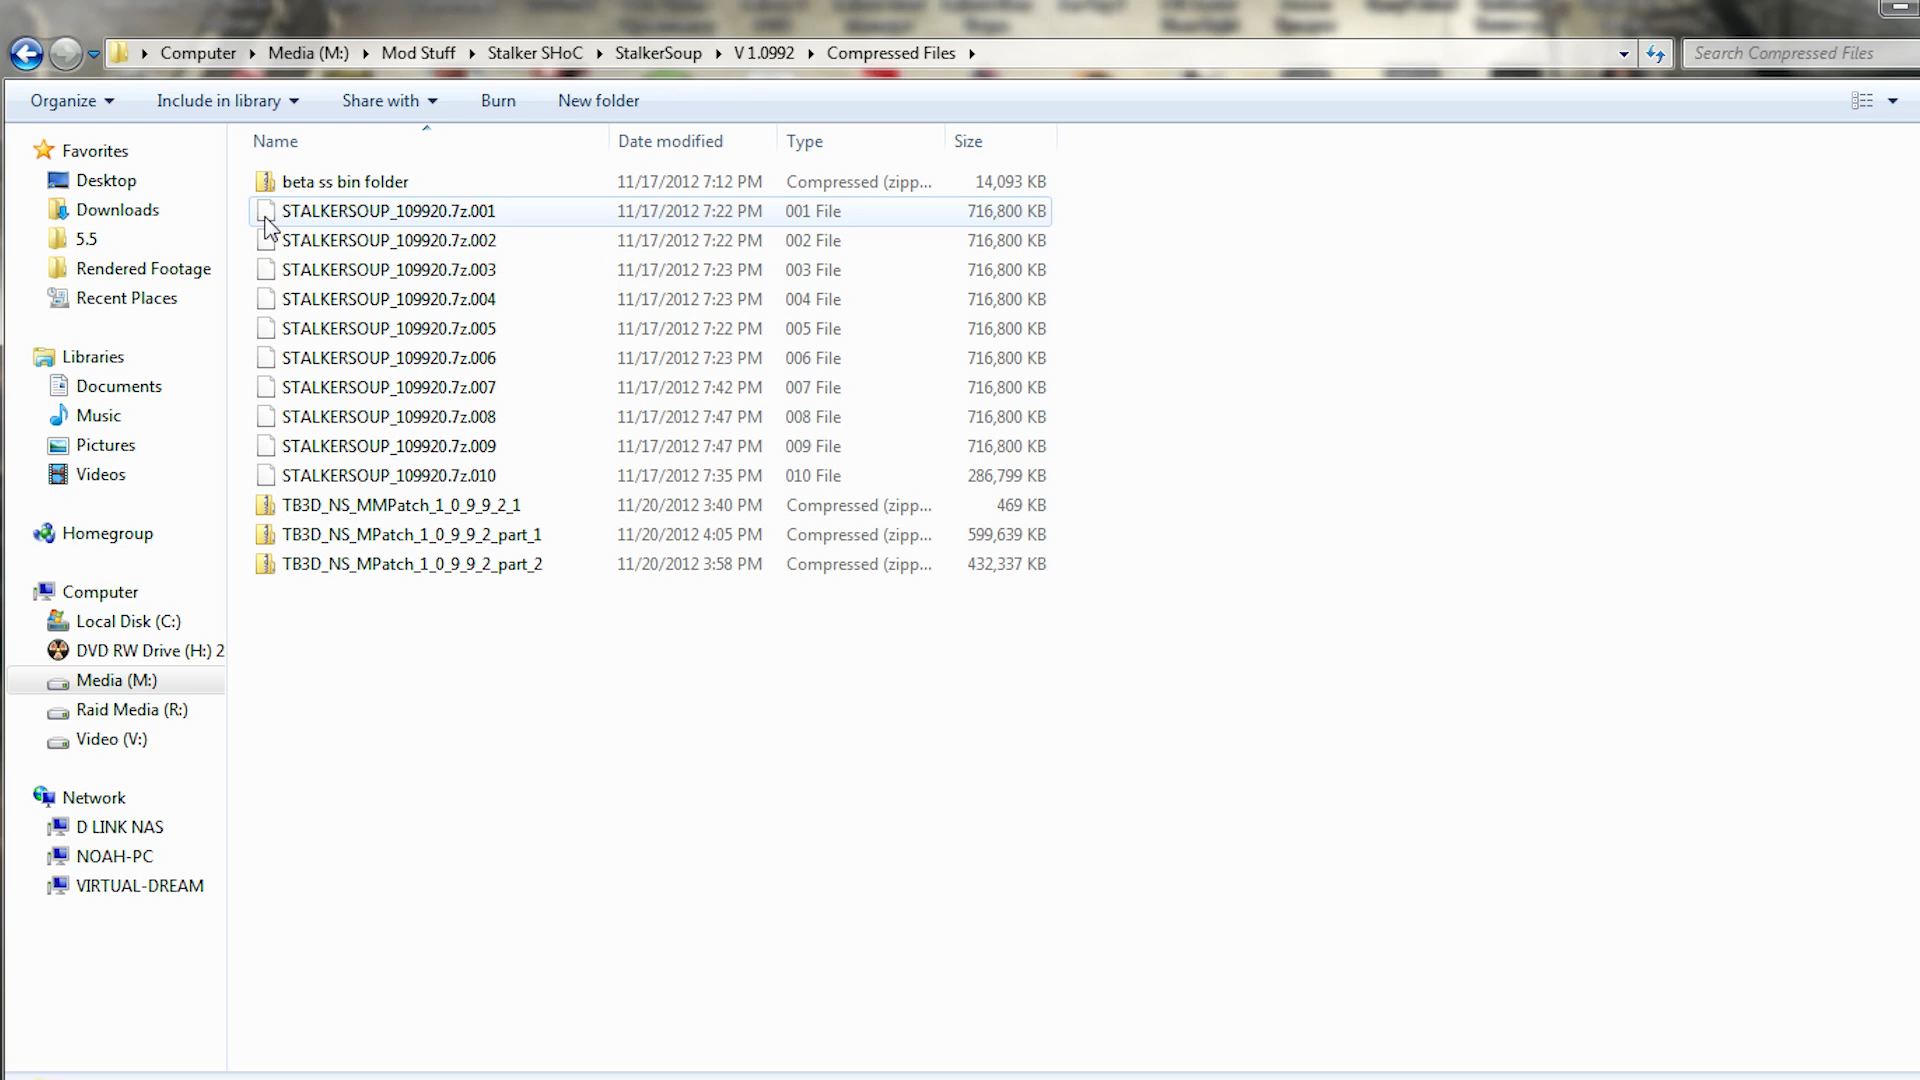 Computer Media (M:) Mod Stuff Stalker SHoC StalkerSoup V 1.0992 Compressed Files Search Compressed Files
Organize Include in library Share with Burn New folder
Name Date modified Type Size
Favorites
Desktop
Downloads
5.5
Rendered Footage
Recent Places
Libraries
Documents
Music
Pictures
Videos
Homegroup
Computer
Local Disk (C:)
DVD RW Drive (H:) 2
Media (M:)
Raid Media (R:)
Video (V:)
Network
D LINK NAS
NOAH-PC
VIRTUAL-DREAM
beta ss bin folder 11/17/2012 7:12 PM Compressed (zipp... 14,093 KB
STALKERSOUP_109920.7z.001 11/17/2012 7:22 PM 001 File 716,800 KB
STALKERSOUP_109920.7z.002 11/17/2012 7:22 PM 002 File 716,800 KB
STALKERSOUP_109920.7z.003 11/17/2012 7:23 PM 003 File 716,800 KB
STALKERSOUP_109920.7z.004 11/17/2012 7:23 PM 004 File 716,800 KB
STALKERSOUP_109920.7z.005 11/17/2012 7:22 PM 005 File 716,800 KB
STALKERSOUP_109920.7z.006 11/17/2012 7:23 PM 006 File 716,800 KB
STALKERSOUP_109920.7z.007 11/17/2012 7:42 PM 007 File 716,800 KB
STALKERSOUP_109920.7z.008 11/17/2012 7:47 PM 008 File 716,800 KB
STALKERSOUP_109920.7z.009 11/17/2012 7:47 PM 009 File 716,800 KB
STALKERSOUP_109920.7z.010 11/17/2012 7:35 PM 010 File 286,799 KB
TB3D_NS_MMPatch_1_0_9_9_2_1 11/20/2012 3:40 PM Compressed (zipp... 469 KB
TB3D_NS_MPatch_1_0_9_9_2_part_1 11/20/2012 4:05 PM Compressed (zipp... 599,639 KB
TB3D_NS_MPatch_1_0_9_9_2_part_2 11/20/2012 3:58 PM Compressed (zipp... 432,337 KB